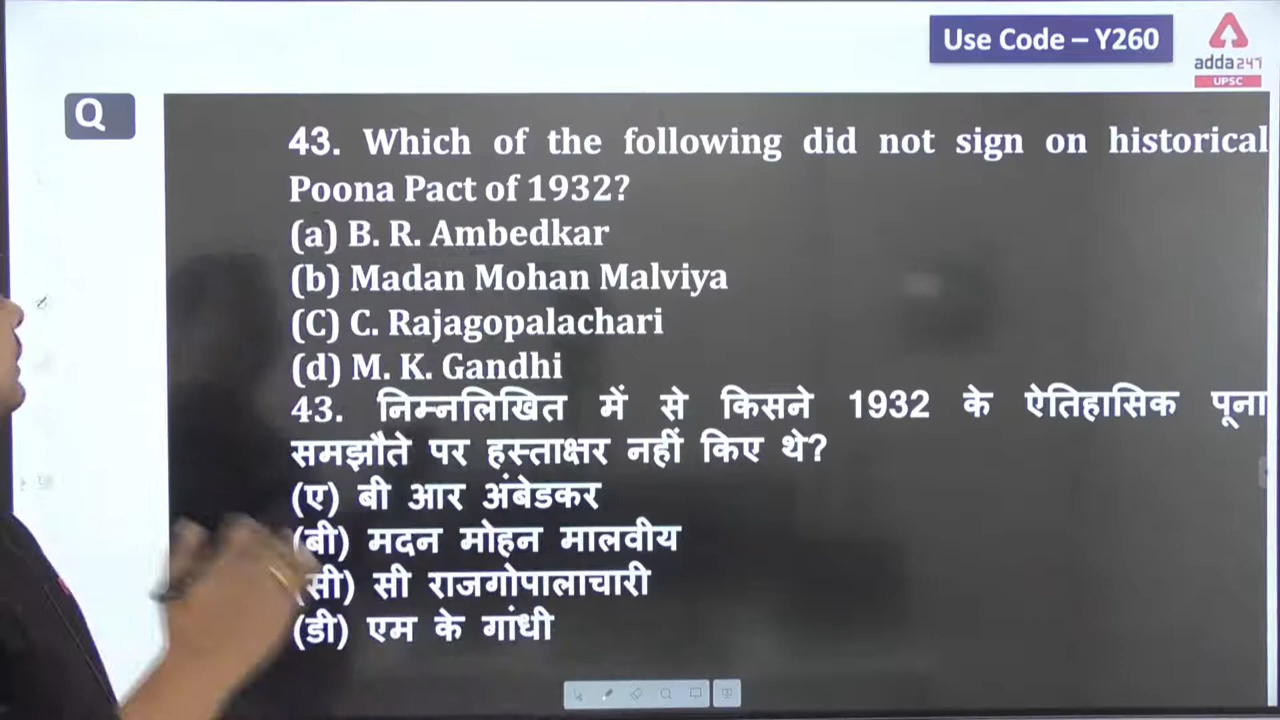 Use Code – Y260
adda247
UPSC
Q
43. Which of the following did not sign on historical
Poona Pact of 1932?
(a) B. R. Ambedkar
(b) Madan Mohan Malviya
(C) C. Rajagopalachari
(d) M. K. Gandhi
43. निम्नलिखित में से किसने 1932 के ऐतिहासिक पूना
समझौते पर हस्ताक्षर नहीं किए थे?
(ए) बी आर अंबेडकर
(बी) मदन मोहन मालवीय
(सी) सी राजगोपालाचारी
(डी) एम के गांधी